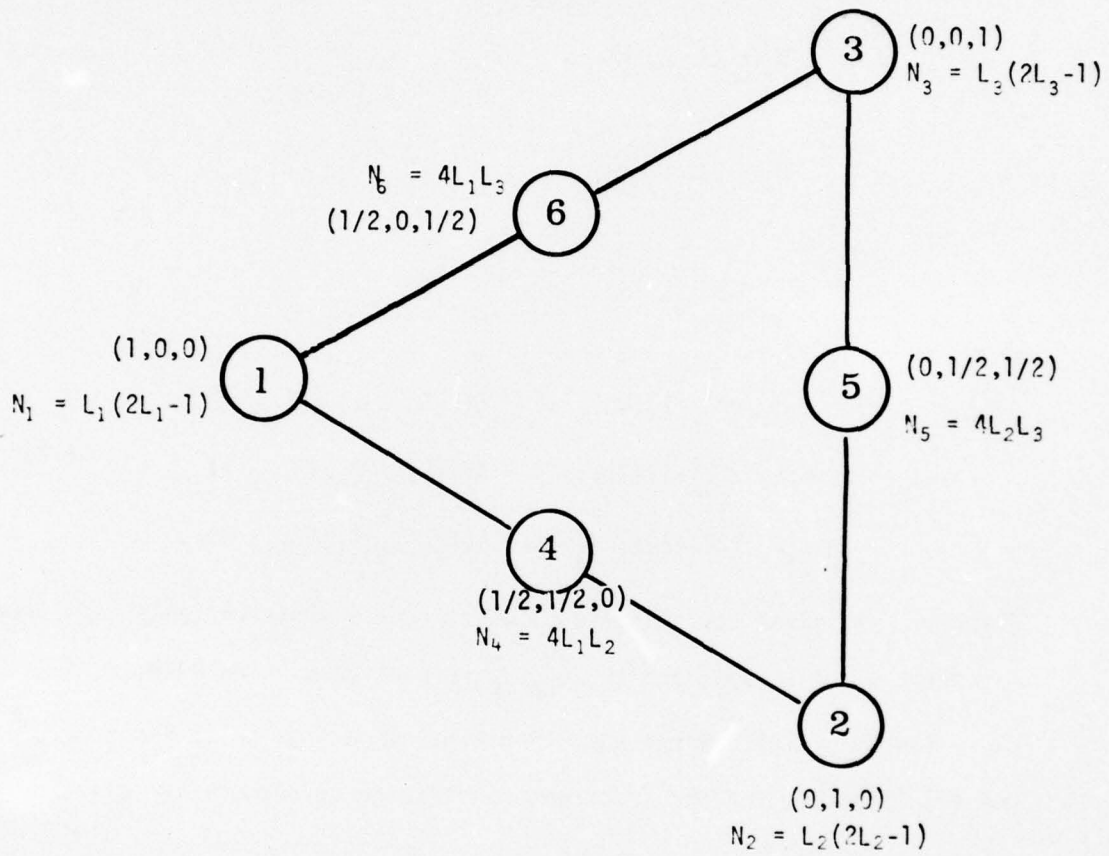 3
(0,0,1)
N₃ = L₃(2L₃-1)
N₆ = 4L₁L₃
(1/2,0,1/2)
6
(1,0,0)
1
N₁ = L₁(2L₁-1)
(0,1/2,1/2)
5
N₅ = 4L₂L₃
4
(1/2,1/2,0)
N₄ = 4L₁L₂
2
(0,1,0)
N₂ = L₂(2L₂-1)